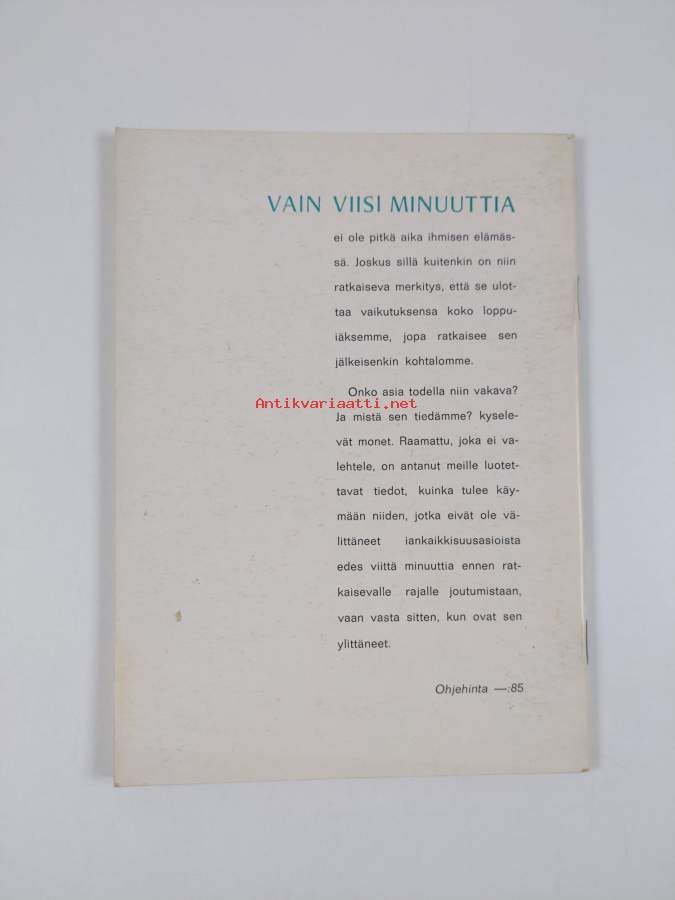 VAIN VIISI MINUUTTIA
ei ole pitkä aika ihmisen elämäs-
sä. Joskus sillä kuitenkin on niin
ratkaiseva merkitys, että se ulot-
taa vaikutuksensa koko loppu-
iäksemme, jopa ratkaisee sen
jälkeisenkin kohtalomme.
Onko asia todella niin vakava?
Antikvariaatti.net
Ja mistä sen tiedämme? kysele-
vät monet. Raamattu, joka ei va-
lehtele, on antanut meille luotet-
tavat tiedot, kuinka tulee käy-
mään niiden, jotka eivät ole vä-
littäneet iankaikkisuusasioista
edes viittä minuuttia ennen rat-
kaisevalle rajalle joutumistaan,
vaan vasta sitten, kun ovat sen
ylittäneet.
Ohjehinta —:85